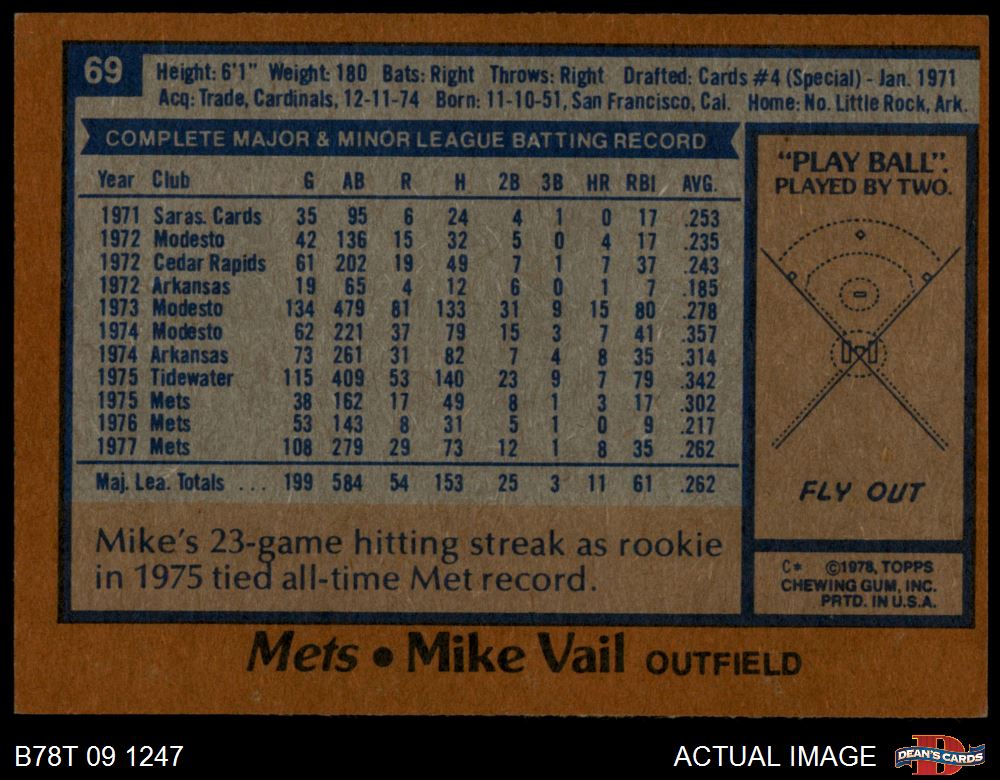 69
Height: 6'1" Weight: 180 Bats: Right Throws: Right Drafted: Cards #4 (Special) - Jan. 1971
Acq: Trade, Cardinals, 12-11-74 Born: 11-10-51, San Francisco, Cal. Home: No. Little Rock, Ark.
COMPLETE MAJOR & MINOR LEAGUE BATTING RECORD
Year Club G AB R H 2B 3B HR RBI AVG.
1971 Saras. Cards 35 95 6 24 4 1 0 17 .253
1972 Modesto 42 136 15 32 5 0 4 17 .235
1972 Cedar Rapids 61 202 19 49 7 1 7 37 .243
1972 Arkansas 19 65 4 12 6 0 1 7 .185
1973 Modesto 134 479 81 133 31 9 15 80 .278
1974 Modesto 62 221 37 79 15 3 7 41 .357
1974 Arkansas 73 261 31 82 7 4 8 35 .314
1975 Tidewater 115 409 53 140 23 9 7 79 .342
1975 Mets 38 162 17 49 8 1 3 17 .302
1976 Mets 53 143 8 31 5 1 0 9 .217
1977 Mets 108 279 29 73 12 1 8 35 .262
Maj. Lea. Totals ... 199 584 54 153 25 3 11 61 .262
Mike's 23-game hitting streak as rookie
in 1975 tied all-time Met record.
"PLAY BALL".
PLAYED BY TWO.
FLY OUT
C* ©1978, TOPPS
CHEWING GUM, INC.
PRTD. IN U.S.A.
Mets • Mike Vail OUTFIELD
B78T 09 1247
ACTUAL IMAGE
DEAN'S CARDS